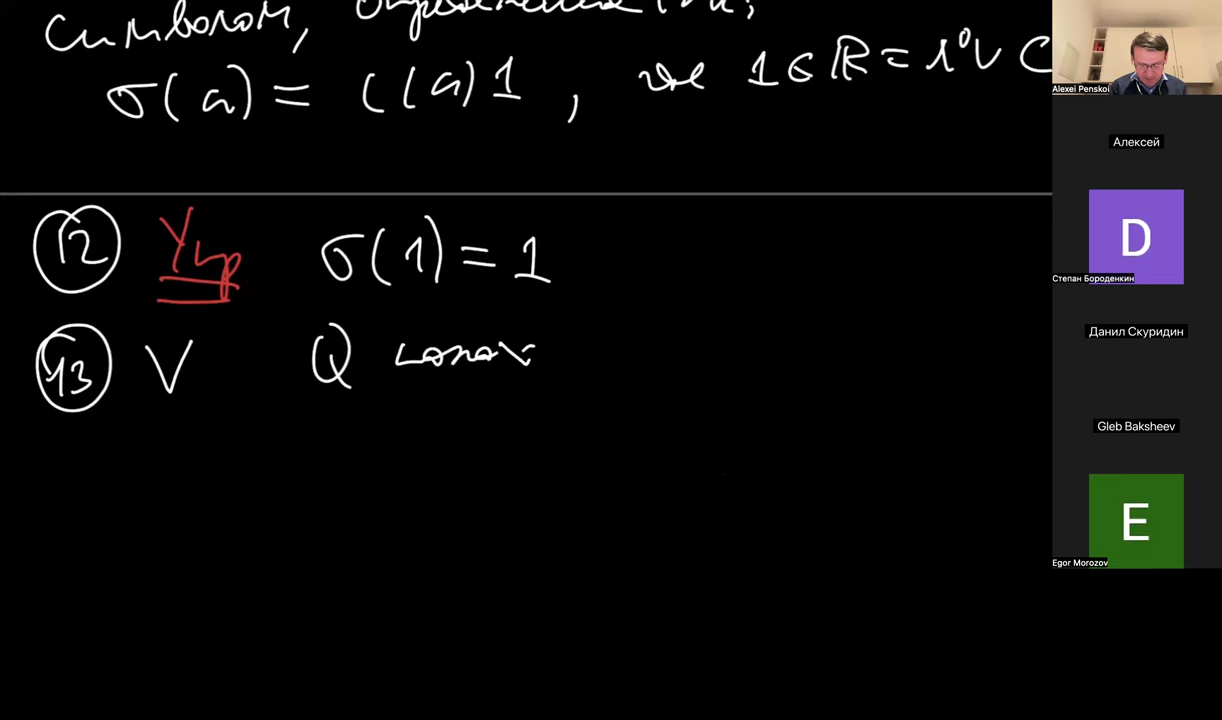 символом,
σ(a) = c(a)1, где 1 ∈ ℝ = Λ⁰V ⊂
⑫ Упр σ(1) = 1
⑬ V Q
Alexei Penskoi
Алексей
D
Степан Бороденкин
Данил Скуридин
Gleb Baksheev
E
Egor Morozov